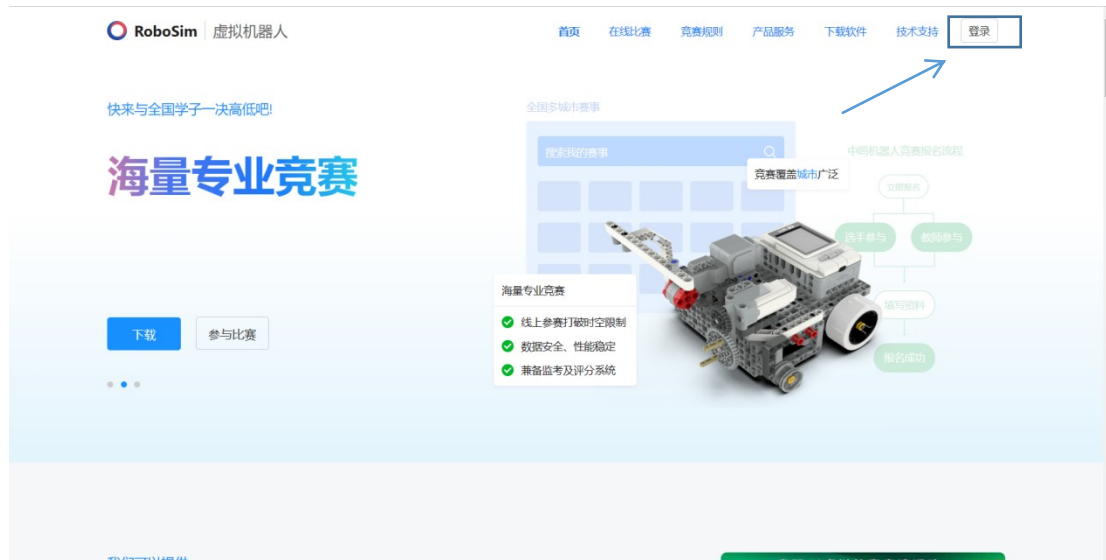 RoboSim 虚拟机器人
首页 在线比赛 竞赛规则 产品服务 下载软件 技术支持 登录
快来与全国学子一决高低吧!
海量专业竞赛
下载 参与比赛
全国多城市赛事
搜索我的赛事
竞赛覆盖城市广泛
海量专业竞赛
线上参赛打破时空限制
数据安全、性能稳定
兼备监考及评分系统
中鸣机器人竞赛报名流程
立即报名
选手参与 教师参与
填写资料
报名成功
我们可以提供